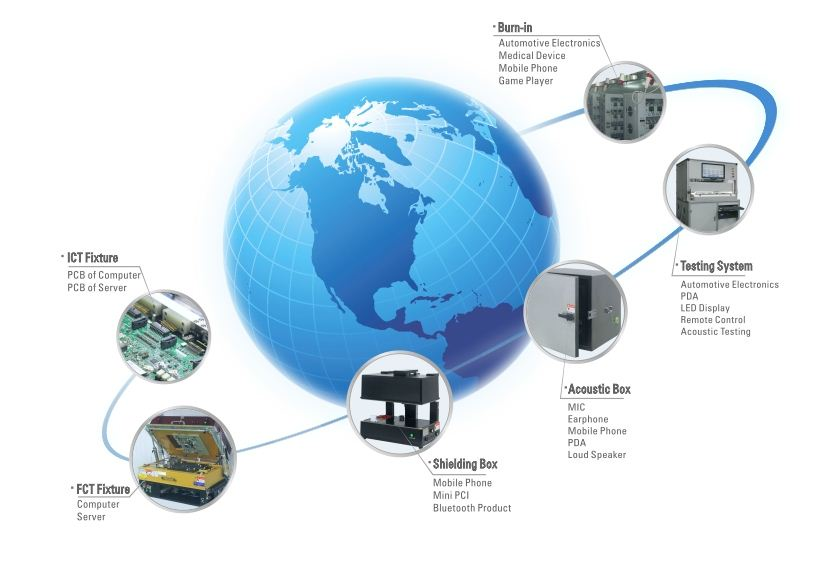 · Burn-in
Automotive Electronics
Medical Device
Mobile Phone
Game Player
· ICT Fixture
PCB of Computer
PCB of Server
· Testing System
Automotive Electronics
PDA
LED Display
Remote Control
Acoustic Testing
· Acoustic Box
MIC
Earphone
Mobile Phone
PDA
Loud Speaker
· Shielding Box
Mobile Phone
Mini PCI
Bluetooth Product
· FCT Fixture
Computer
Server